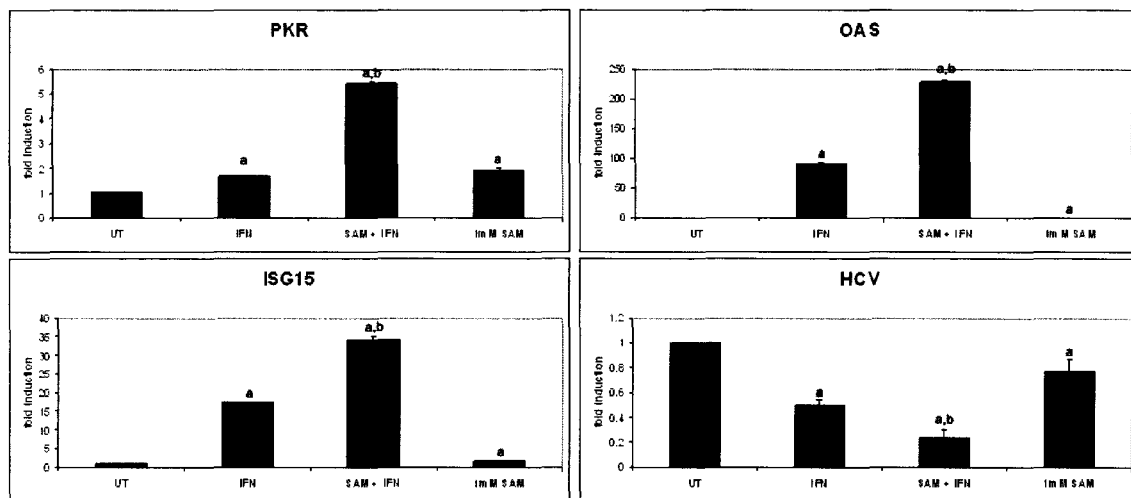 PKR
fold induction
6
5
4
3
2
1
0
a
a,b
a
UT IFN SAM + IFN 1mM SAM
OAS
fold induction
250
200
150
100
50
0
a
a,b
a
UT IFN SAM + IFN 1mM SAM
ISG15
fold induction
40
35
30
25
20
15
10
5
0
a
a,b
a
UT IFN SAM + IFN 1mM SAM
HCV
fold induction
1.2
1
0.8
0.6
0.4
0.2
0
a
a,b
a
UT IFN SAM + IFN 1mM SAM